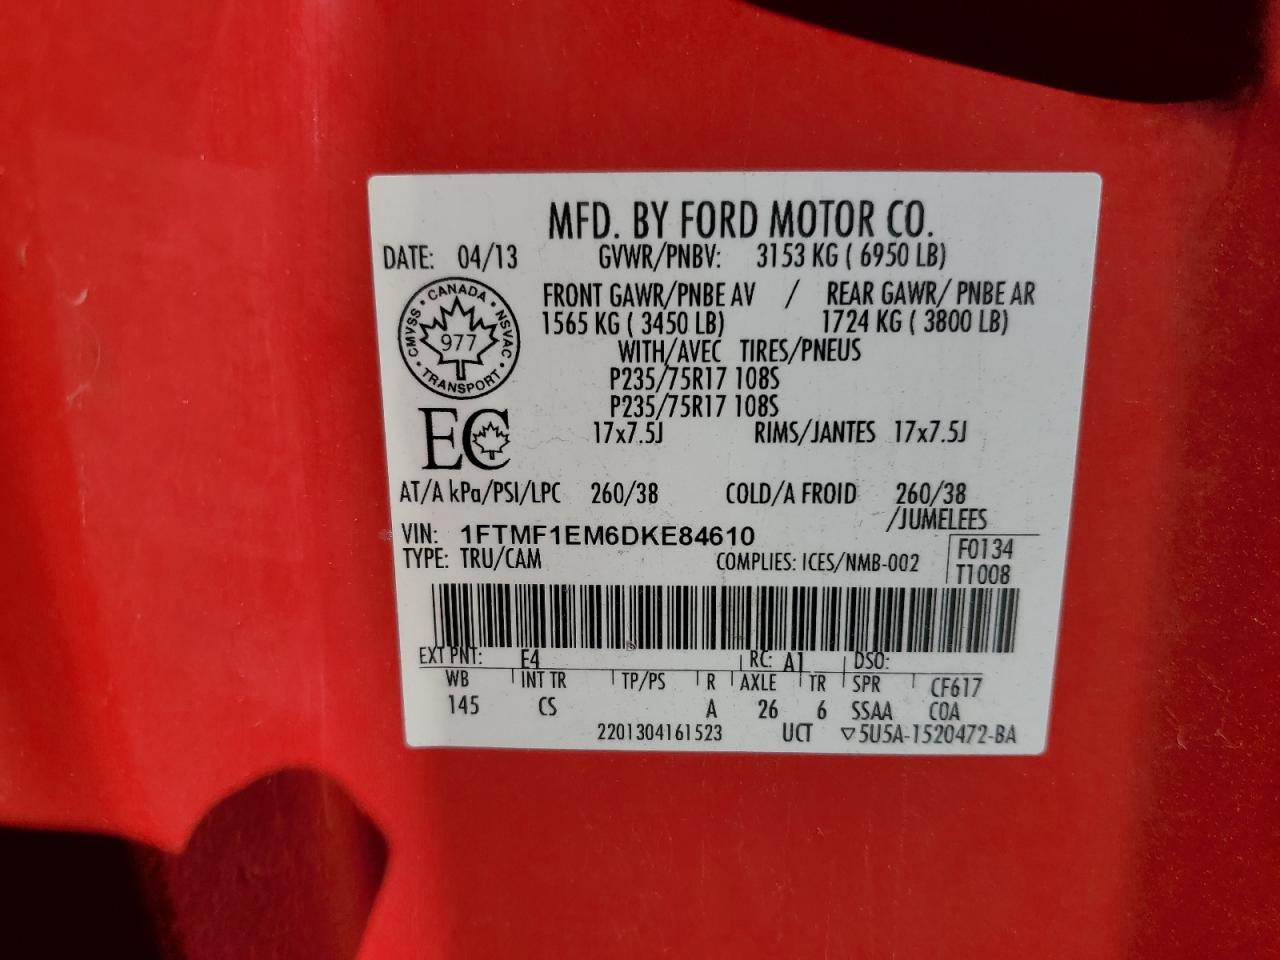 MFD. BY FORD MOTOR CO.
DATE: 04/13 GVWR/PNBV: 3153 KG ( 6950 LB)
FRONT GAWR/PNBE AV / REAR GAWR/ PNBE AR
1565 KG ( 3450 LB) 1724 KG ( 3800 LB)
WITH/AVEC TIRES/PNEUS
P235/75R17 108S
P235/75R17 108S
17x7.5J RIMS/JANTES 17x7.5J
CANADA
CMVSS 977 NSVAC
TRANSPORT
EC
AT/A kPa/PSI/LPC 260/38 COLD/A FROID 260/38
/JUMELEES
VIN: 1FTMF1EM6DKE84610
TYPE: TRU/CAM COMPLIES: ICES/NMB-002 F0134
T1008
EXT PNT: E4 RC: A1 DSO:
WB INT TR TP/PS R AXLE TR SPR CF617
145 CS A 26 6 SSAA COA
2201304161523 UCT ▽5U5A-1520472-BA